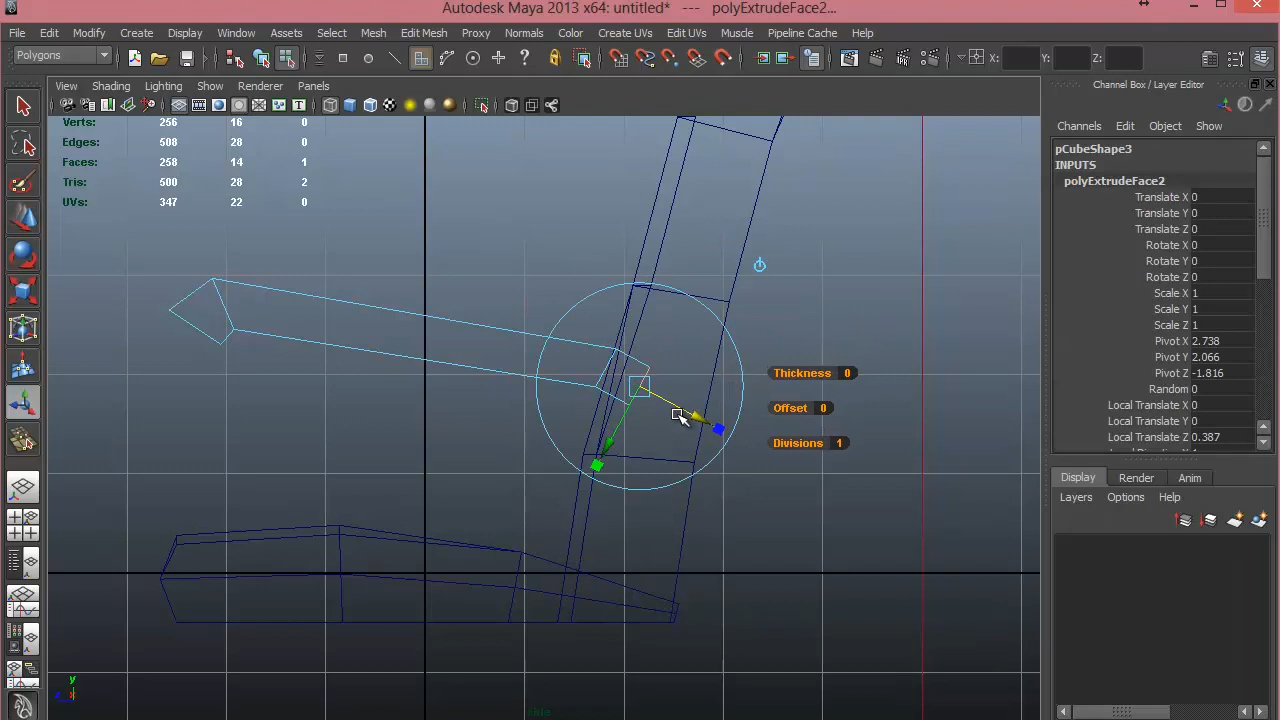 Autodesk Maya 2013 x64: untitled*   ---   polyExtrudeFace2...
File Edit Modify Create Display Window Assets Select Mesh Edit Mesh Proxy Normals Color Create UVs Edit UVs Muscle Pipeline Cache Help
Polygons X: Y: Z:
View Shading Lighting Show Renderer Panels
Channel Box / Layer Editor
Channels Edit Object Show
Verts: 256 16 0
Edges: 508 28 0
Faces: 258 14 1
Tris: 500 28 2
UVs: 347 22 0
Thickness 0
Offset 0
Divisions 1
y
z x
side
pCubeShape3
INPUTS
polyExtrudeFace2
Translate X 0
Translate Y 0
Translate Z 0
Rotate X 0
Rotate Y 0
Rotate Z 0
Scale X 1
Scale Y 1
Scale Z 1
Pivot X 2.738
Pivot Y 2.066
Pivot Z -1.816
Random 0
Local Translate X 0
Local Translate Y 0
Local Translate Z 0.387
Display Render Anim
Layers Options Help